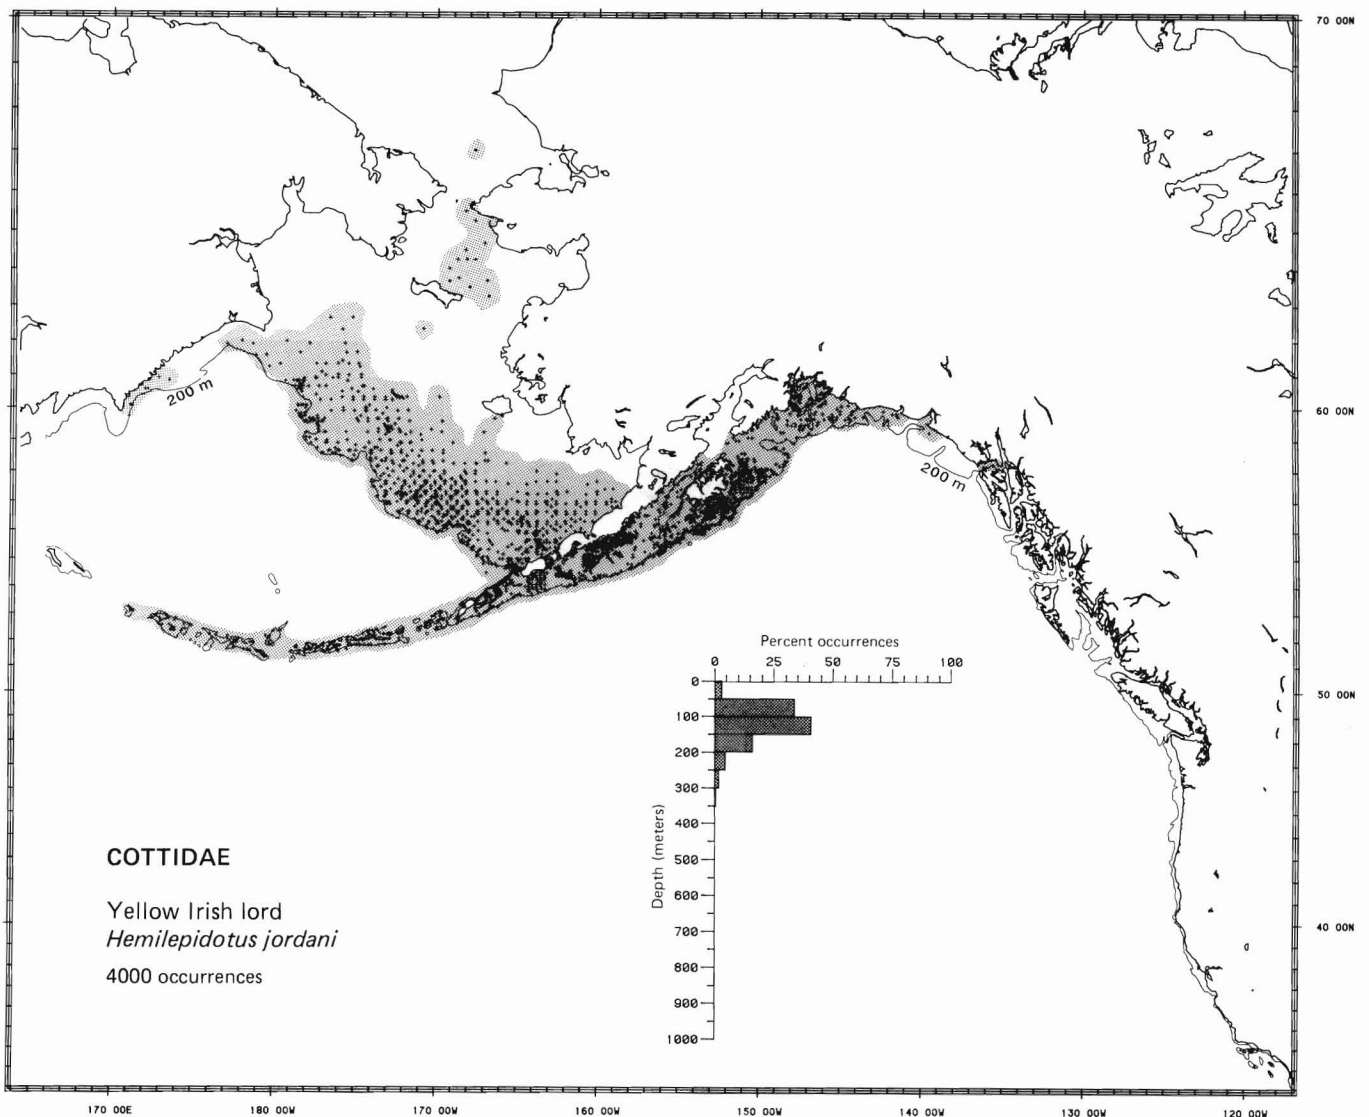 70 00N
200 m
60 00N
200 m
Percent occurrences
0 25 50 75 100
0
100
200
300
400
500
600
700
800
900
1000
Depth (meters)
50 00N
40 00N
COTTIDAE
Yellow Irish lord
Hemilepidotus jordani
4000 occurrences
170 00E 180 00W 170 00W 160 00W 150 00W 140 00W 130 00W 120 00W